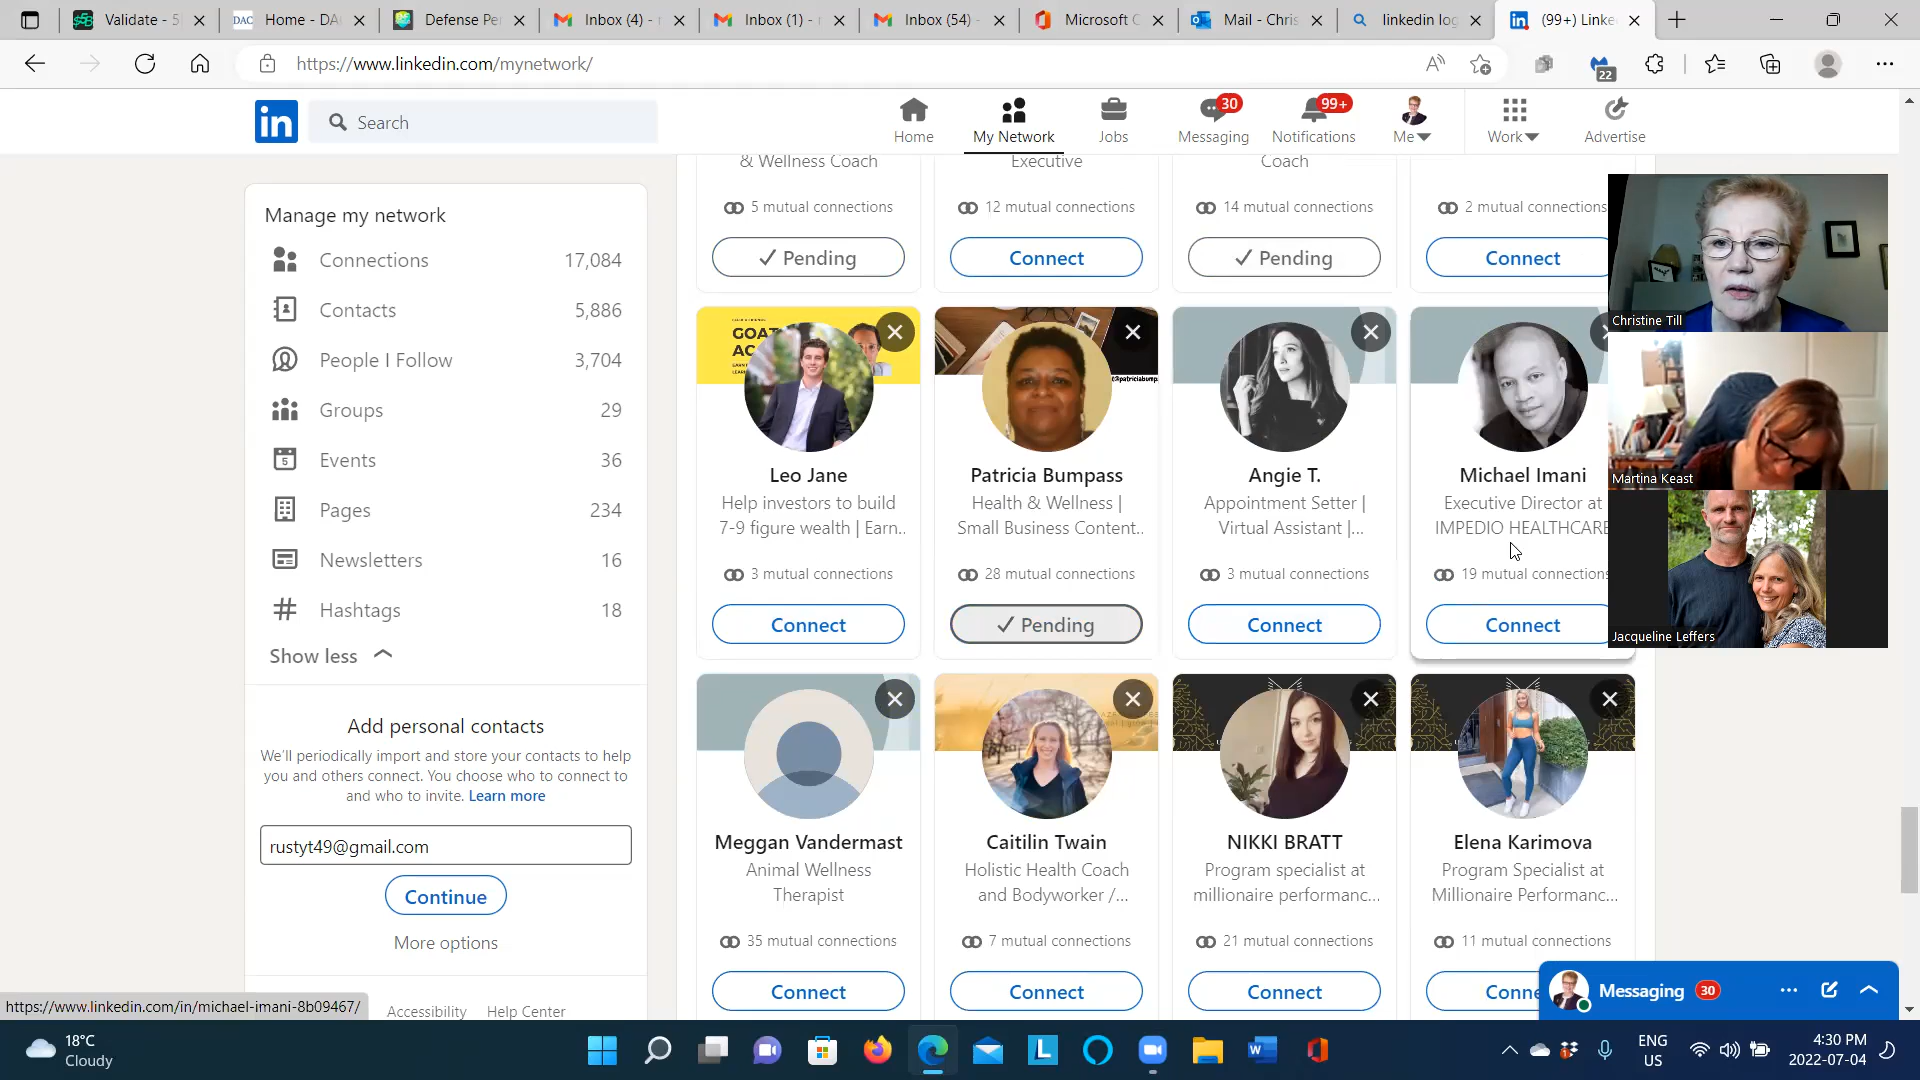 Validate - 5
Home - DA
Defense Pe
Inbox (4) -
Inbox (1) -
Inbox (54) -
Microsoft
Mail - Chris
linkedin log
(99+) Linke
https://www.linkedin.com/mynetwork/
22
in
Search
Home
My Network
Jobs
30
Messaging
99+
Notifications
Me
Work
Advertise
Manage my network
Connections 17,084
Contacts 5,886
People I Follow 3,704
Groups 29
Events 36
Pages 234
Newsletters 16
Hashtags 18
Show less
Add personal contacts
We'll periodically import and store your contacts to help
you and others connect. You choose who to connect to
and who to invite. Learn more
rustyt49@gmail.com
Continue
More options
Accessibility Help Center
https://www.linkedin.com/in/michael-imani-8b09467/
& Wellness Coach
5 mutual connections
Pending
Executive
12 mutual connections
Connect
Coach
14 mutual connections
Pending
2 mutual connections
Connect
Leo Jane
Help investors to build
7-9 figure wealth | Earn..
3 mutual connections
Connect
Patricia Bumpass
Health & Wellness |
Small Business Content..
28 mutual connections
Pending
Angie T.
Appointment Setter |
Virtual Assistant |...
3 mutual connections
Connect
Michael Imani
Executive Director at
IMPEDIO HEALTHCARE
19 mutual connections
Connect
Meggan Vandermast
Animal Wellness
Therapist
35 mutual connections
Connect
Caitilin Twain
Holistic Health Coach
and Bodyworker /...
7 mutual connections
Connect
NIKKI BRATT
Program specialist at
millionaire performanc...
21 mutual connections
Connect
Elena Karimova
Program Specialist at
Millionaire Performanc...
11 mutual connections
Conne
Christine Till
Martina Keast
Jacqueline Leffers
Messaging 30
18°C
Cloudy
ENG
US
4:30 PM
2022-07-04